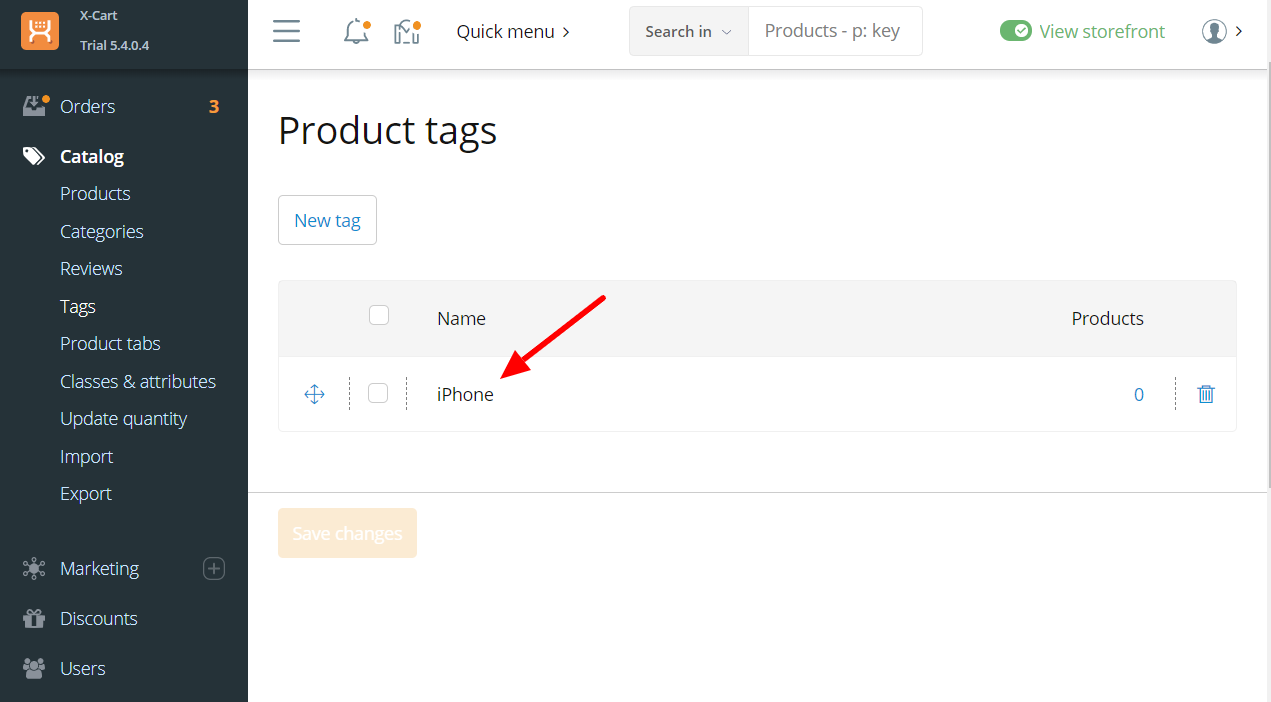 X-Cart
Trial 5.4.0.4
Quick menu
Search in
Products - p: key
View storefront
Orders 3
Catalog
Products
Categories
Reviews
Tags
Product tabs
Classes & attributes
Update quantity
Import
Export
Marketing
Discounts
Users
Product tags
New tag
Name Products
iPhone 0
Save changes